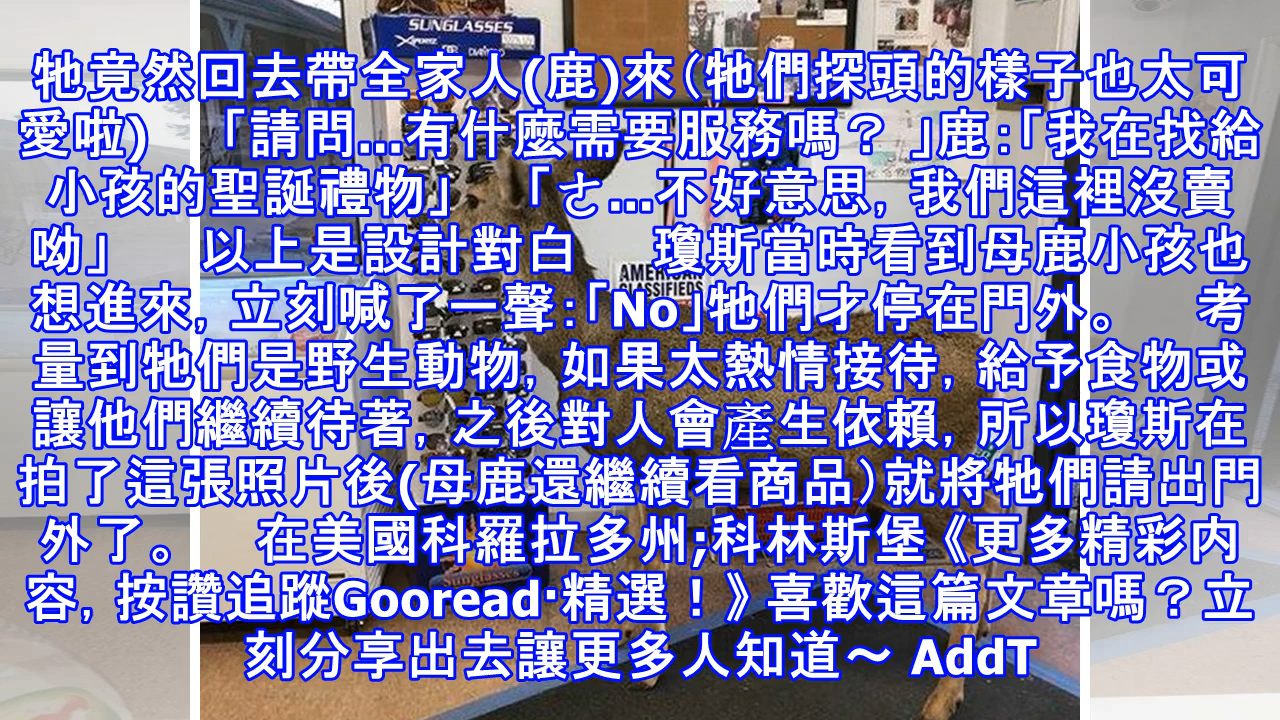 SUNGLASSES
XSPORTZ
AMERICAN
CLASSIFIEDS
Sunglasses
牠竟然回去帶全家人(鹿)來(牠們探頭的樣子也太可
愛啦) 「請問...有什麼需要服務嗎？」鹿:「我在找給
小孩的聖誕禮物」 「ㄜ...不好意思, 我們這裡沒賣
呦」 以上是設計對白 瓊斯當時看到母鹿小孩也
想進來, 立刻喊了一聲:「No」牠們才停在門外。 考
量到牠們是野生動物, 如果太熱情接待, 給予食物或
讓他們繼續待著, 之後對人會產生依賴, 所以瓊斯在
拍了這張照片後(母鹿還繼續看商品)就將牠們請出門
外了。 在美國科羅拉多州;科林斯堡《更多精彩内
容, 按讚追蹤Gooread‧精選！》喜歡這篇文章嗎？立
刻分享出去讓更多人知道～ AddT